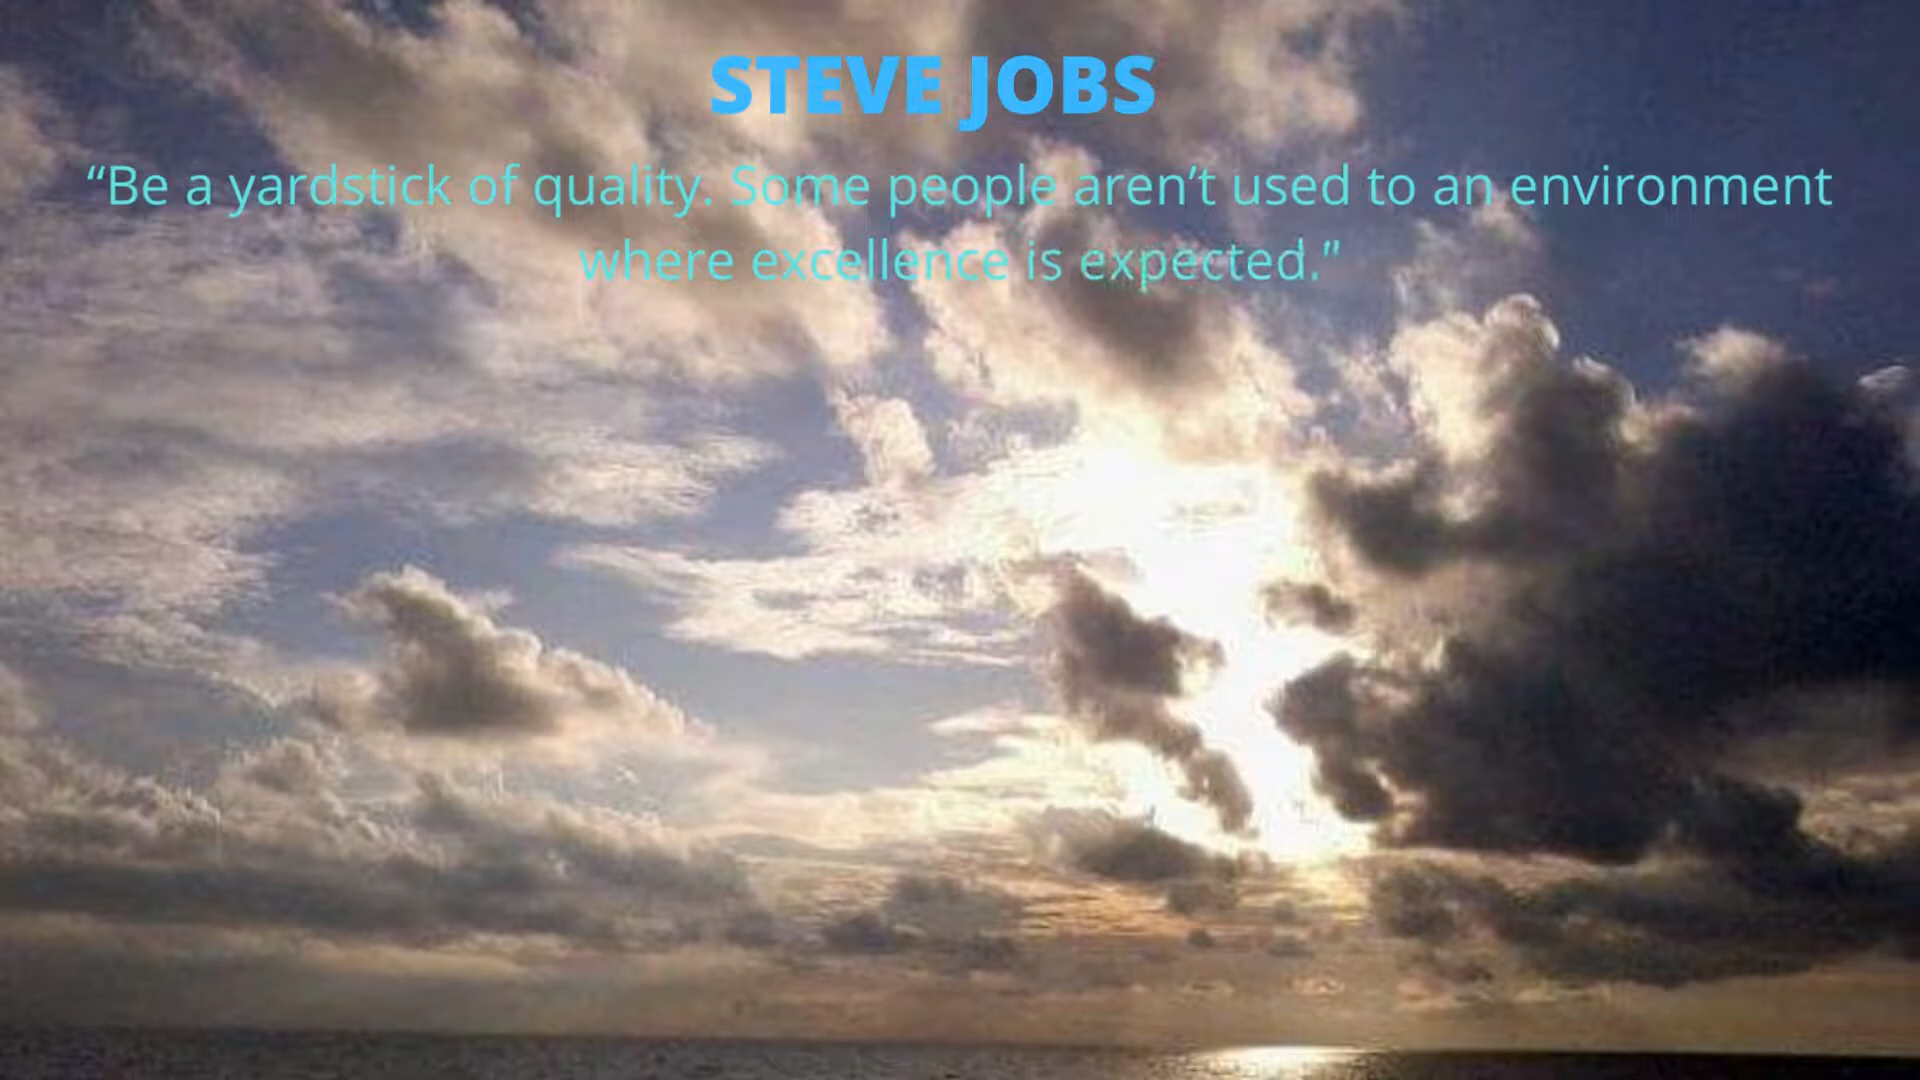 STEVE JOBS
“Be a yardstick of quality. Some people aren’t used to an environment
where excellence is expected.”